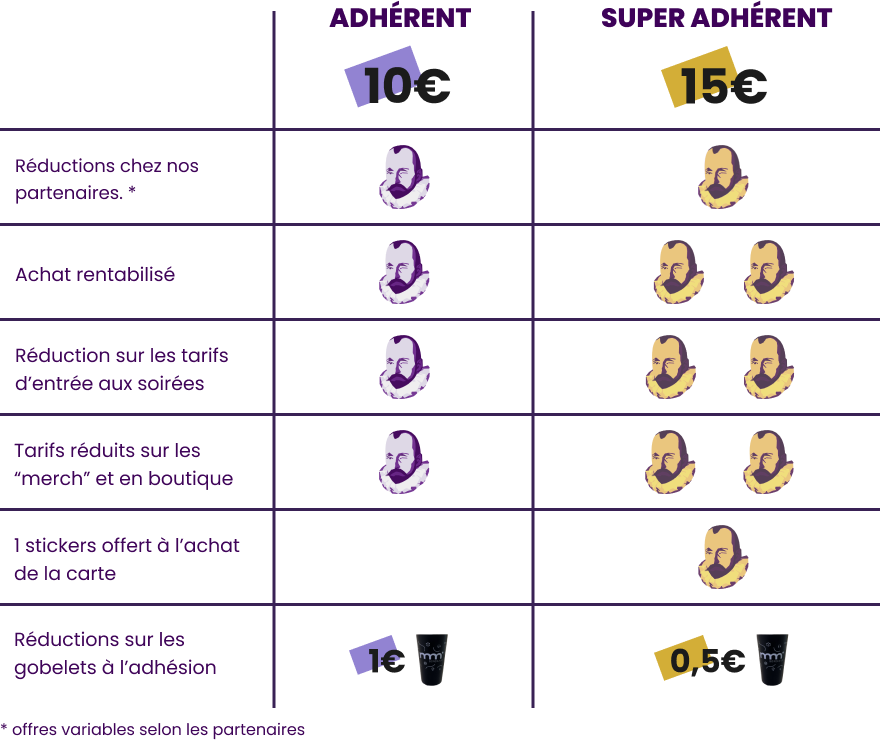 ADHÉRENT
SUPER ADHÉRENT
10€
15€
Réductions chez nos
partenaires. *
Achat rentabilisé
Réduction sur les tarifs
d’entrée aux soirées
Tarifs réduits sur les
“merch” et en boutique
1 stickers offert à l’achat
de la carte
Réductions sur les
gobelets à l’adhésion
1€
0,5€
* offres variables selon les partenaires